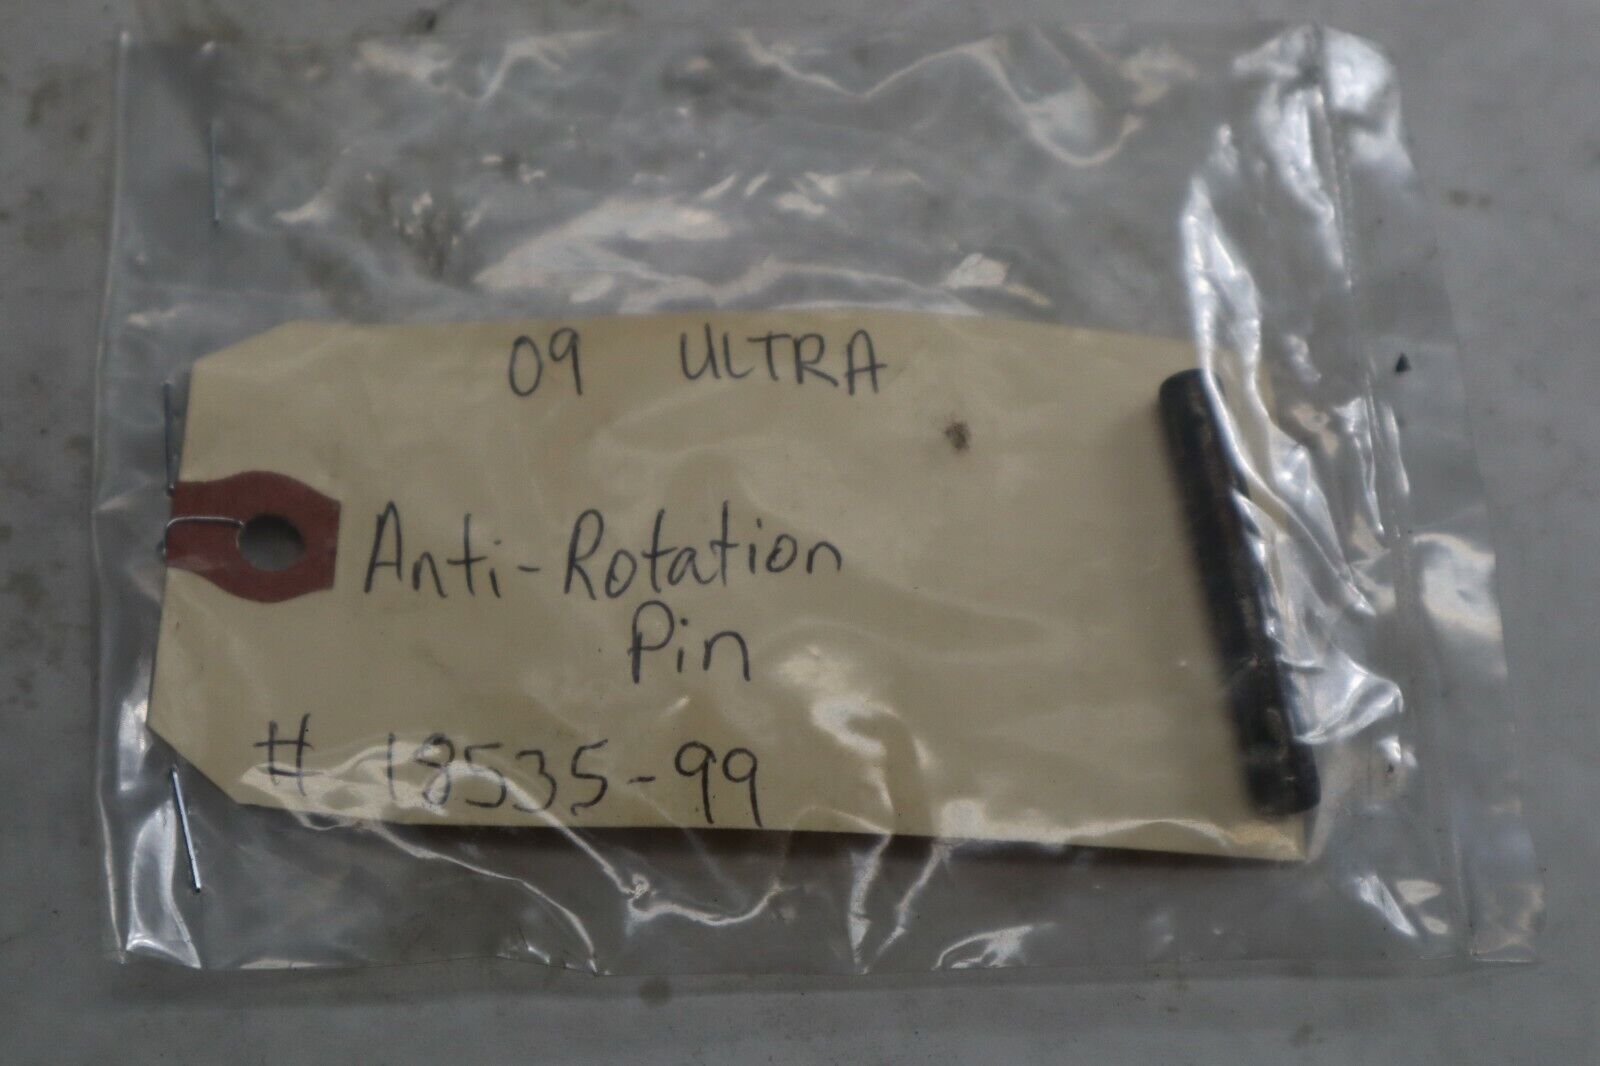 09 ULTRA
Anti-Rotation
Pin
# 18535-99